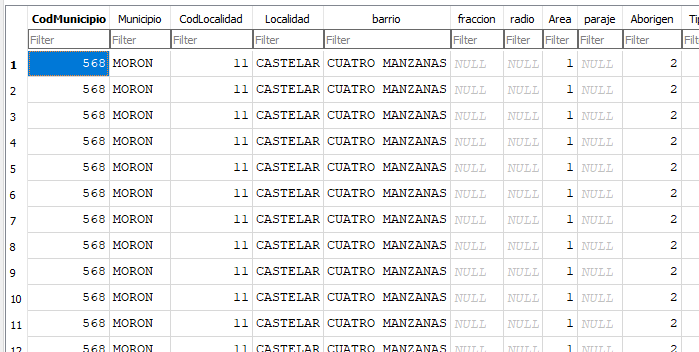 CodMunicipio Municipio CodLocalidad Localidad barrio fraccion radio Area paraje Aborigen
Filter Filter Filter Filter Filter Filter Filter Filter Filter Filter
1 568 MORON 11 CASTELAR CUATRO MANZANAS NULL NULL 1 NULL 2
2 568 MORON 11 CASTELAR CUATRO MANZANAS NULL NULL 1 NULL 2
3 568 MORON 11 CASTELAR CUATRO MANZANAS NULL NULL 1 NULL 2
4 568 MORON 11 CASTELAR CUATRO MANZANAS NULL NULL 1 NULL 2
5 568 MORON 11 CASTELAR CUATRO MANZANAS NULL NULL 1 NULL 2
6 568 MORON 11 CASTELAR CUATRO MANZANAS NULL NULL 1 NULL 2
7 568 MORON 11 CASTELAR CUATRO MANZANAS NULL NULL 1 NULL 2
8 568 MORON 11 CASTELAR CUATRO MANZANAS NULL NULL 1 NULL 2
9 568 MORON 11 CASTELAR CUATRO MANZANAS NULL NULL 1 NULL 2
10 568 MORON 11 CASTELAR CUATRO MANZANAS NULL NULL 1 NULL 2
11 568 MORON 11 CASTELAR CUATRO MANZANAS NULL NULL 1 NULL 2
12 568 MORON 11 CASTELAR CUATRO MANZANAS NULL NULL 1 NULL 2